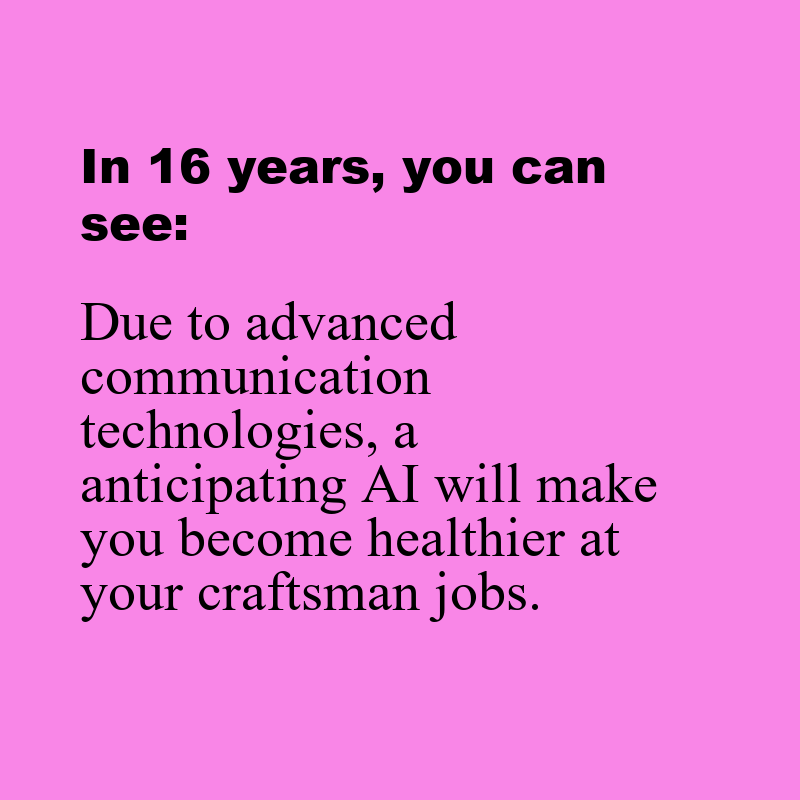 In 16 years, you can
see:
Due to advanced
communication
technologies, a
anticipating AI will make
you become healthier at
your craftsman jobs.